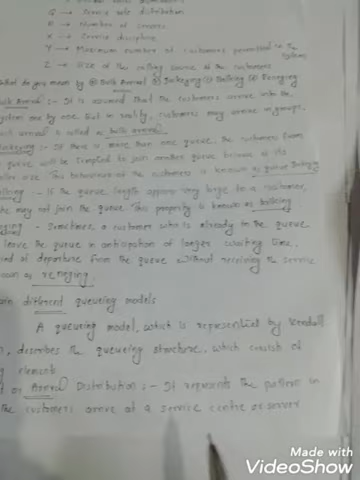 Q → Service rate distribution
R → Number of servers
X → Service discipline
Y → Maximum number of customers permitted in the system
Z → Size of the calling source of the customers
What do you mean by Bulk Arrival Jockeying Balking Reneging
Bulk Arrival :- It is assumed that the customers arrive into the
system one by one. But in reality, customers may arrive in groups.
such arrival is called a bulk arrival
Jockeying :- If there is more than one queue, the customers from
queue will be tempted to join another queue because of its
size. This behaviour of the customers is known as queue Jockeying
- If the queue length appears very large to a customer,
he may not join the queue. This property is known as balking
- Sometimes, a customer who is already in the queue
leave the queue in anticipation of longer waiting time.
kind of departure from the queue without receiving the service
known as reneging.
different queueing models
A queueing model, which is represented by Kendall
, describes the queueing structure, which consists of
elements
Arrival Distribution :- It represents the pattern in
the customers arrive at a service centre or server
Made with
VideoShow